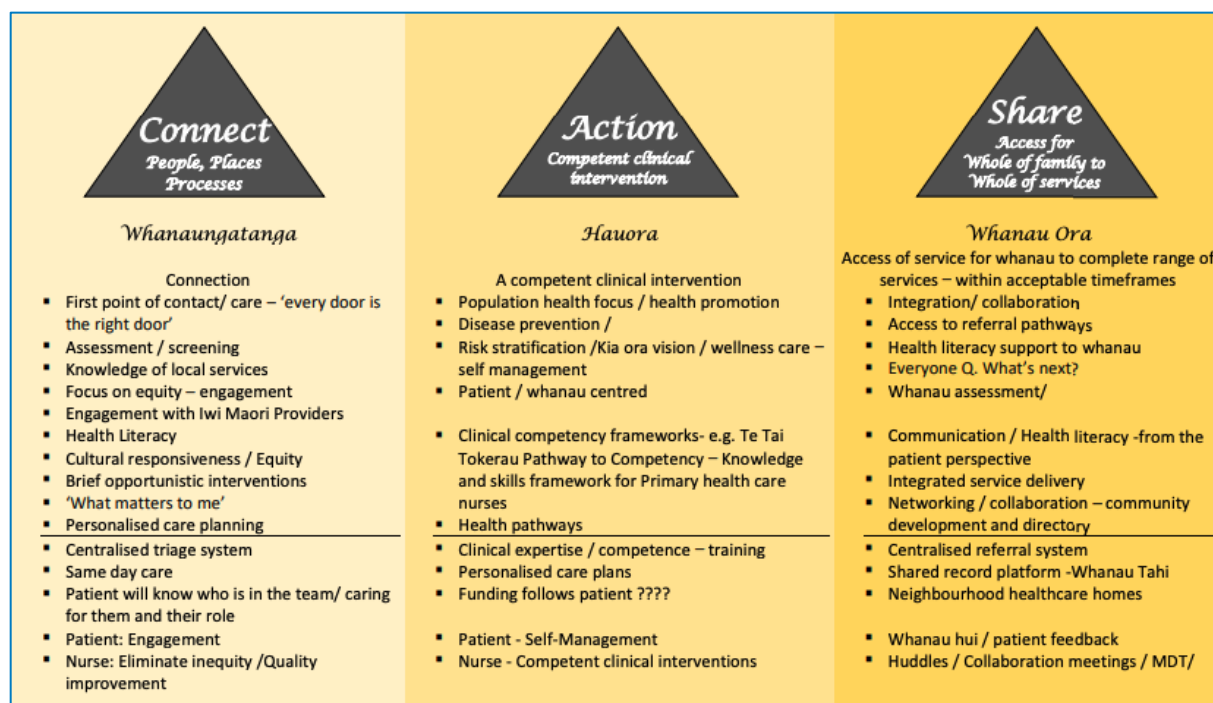 Connect
People, Places
Processes
Whanaungatanga
Connection
▪ First point of contact/ care – ‘every door is
the right door’
▪ Assessment / screening
▪ Knowledge of local services
▪ Focus on equity – engagement
▪ Engagement with Iwi Maori Providers
▪ Health Literacy
▪ Cultural responsiveness / Equity
▪ Brief opportunistic interventions
▪ ‘What matters to me’
▪ Personalised care planning
▪ Centralised triage system
▪ Same day care
▪ Patient will know who is in the team/ caring
for them and their role
▪ Patient: Engagement
▪ Nurse: Eliminate inequity /Quality
improvement
Action
Competent clinical
intervention
Hauora
A competent clinical intervention
▪ Population health focus / health promotion
▪ Disease prevention /
▪ Risk stratification /Kia ora vision / wellness care –
self management
▪ Patient / whanau centred
▪ Clinical competency frameworks- e.g. Te Tai
Tokerau Pathway to Competency – Knowledge
and skills framework for Primary health care
nurses
▪ Health pathways
▪ Clinical expertise / competence – training
▪ Personalised care plans
▪ Funding follows patient ????
▪ Patient - Self-Management
▪ Nurse - Competent clinical interventions
Share
Access for
Whole of family to
Whole of services
Whanau Ora
Access of service for whanau to complete range of
services – within acceptable timeframes
▪ Integration/ collaboration
▪ Access to referral pathways
▪ Health literacy support to whanau
▪ Everyone Q. What’s next?
▪ Whanau assessment/
▪ Communication / Health literacy -from the
patient perspective
▪ Integrated service delivery
▪ Networking / collaboration – community
development and directory
▪ Centralised referral system
▪ Shared record platform -Whanau Tahi
▪ Neighbourhood healthcare homes
▪ Whanau hui / patient feedback
▪ Huddles / Collaboration meetings / MDT/